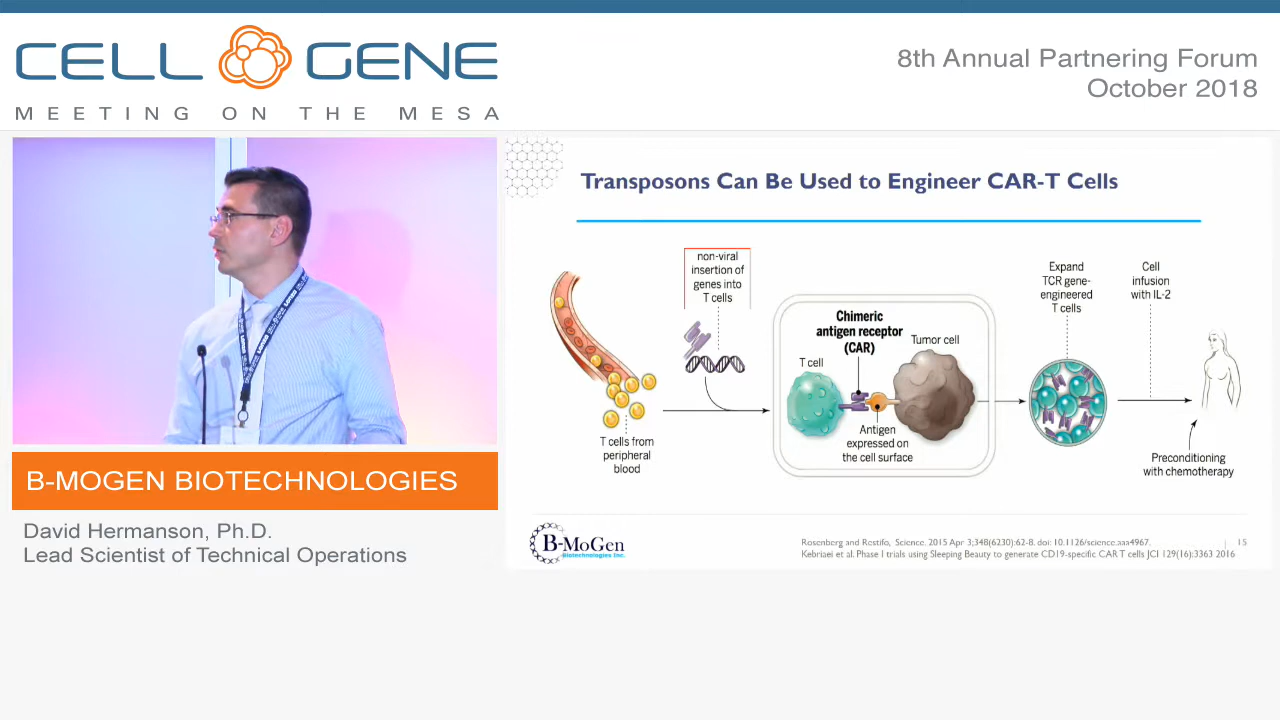 CELL GENE
MEETING ON THE MESA
8th Annual Partnering Forum
October 2018
Transposons Can Be Used to Engineer CAR-T Cells
non-viral
insertion of
genes into
T cells
T cells from
peripheral
blood
Chimeric
antigen receptor
(CAR)
T cell
Tumor cell
Antigen
expressed on
the cell surface
Expand
TCR gene-
engineered
T cells
Cell
infusion
with IL-2
Preconditioning
with chemotherapy
B-MoGen
Biotechnologies Inc.
Rosenberg and Restifo, Science. 2015 Apr 3;348(6230):62-8. doi: 10.1126/science.aaa4967.
Kebriaei et al. Phase I trials using Sleeping Beauty to generate CD19-specific CAR T cells JCI 129(16):3363 2016
15
B-MOGEN BIOTECHNOLOGIES
David Hermanson, Ph.D.
Lead Scientist of Technical Operations